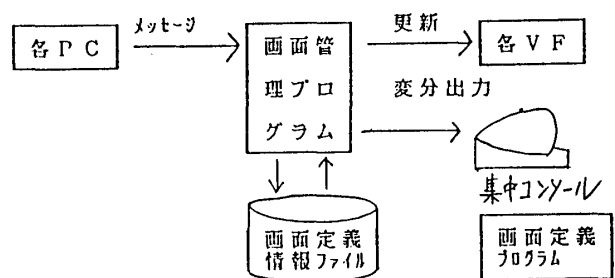 メッセージ
更新
各PC
画面管
理プロ
グラム
各VF
変分出力
集中コンソール
画面定義
情報ファイル
画面定義
プログラム